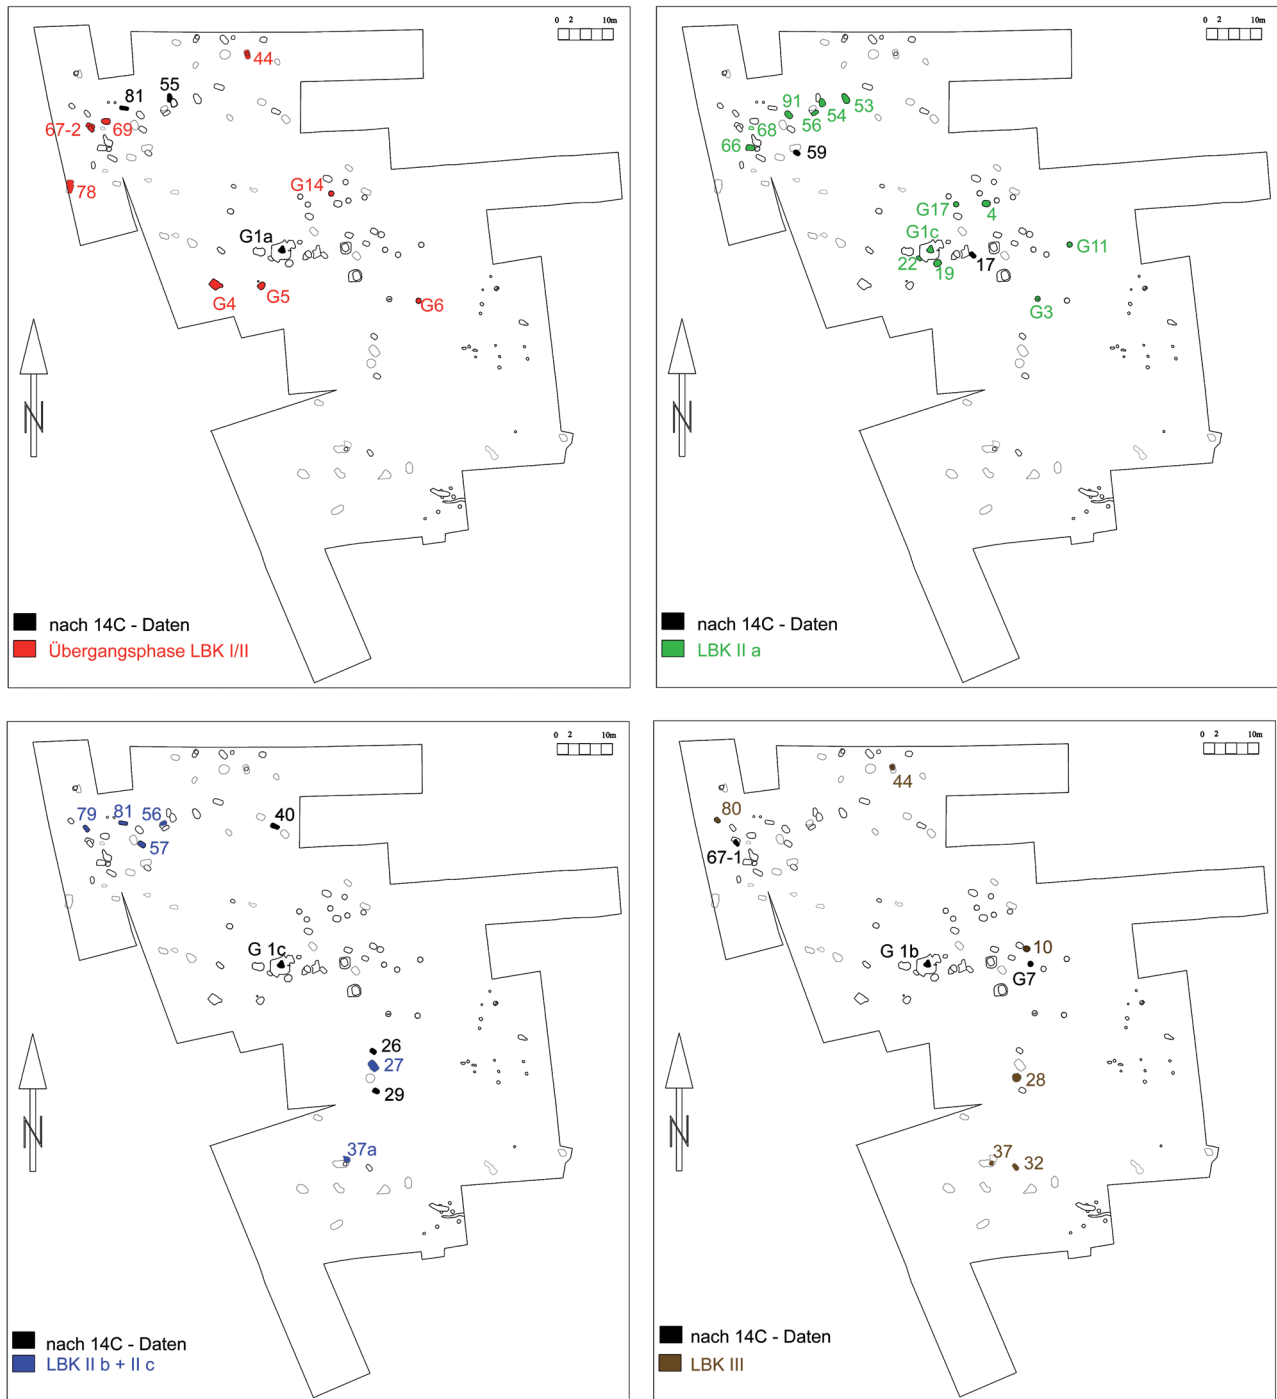 0 2 10m
44
81
55
67-2
69
78
G14
G1a
G4
G5
G6
N
nach 14C - Daten
Übergangsphase LBK I/II
0 2 10m
91
56
54
53
68
66
59
G17
4
G1c
G11
22
19
17
G3
N
nach 14C - Daten
LBK II a
0 2 10m
79
81
56
57
40
G 1c
26
27
29
37a
N
nach 14C - Daten
LBK II b + II c
0 2 10m
44
80
67-1
10
G 1b
G7
28
37
32
N
nach 14C - Daten
LBK III